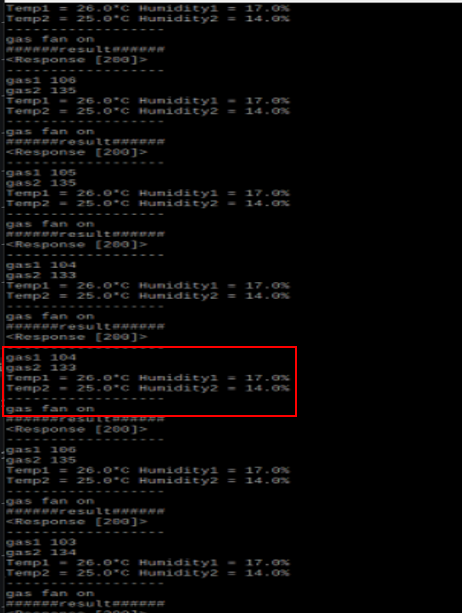 Temp1 = 26.0*C Humidity1 = 17.0%
Temp2 = 25.0*C Humidity2 = 14.0%
-------------------
gas fan on
######result######
<Response [200]>
-------------------
gas1 106
gas2 135
Temp1 = 26.0*C Humidity1 = 17.0%
Temp2 = 25.0*C Humidity2 = 14.0%
-------------------
gas fan on
######result######
<Response [200]>
-------------------
gas1 105
gas2 135
Temp1 = 26.0*C Humidity1 = 17.0%
Temp2 = 25.0*C Humidity2 = 14.0%
-------------------
gas fan on
######result######
<Response [200]>
-------------------
gas1 104
gas2 133
Temp1 = 26.0*C Humidity1 = 17.0%
Temp2 = 25.0*C Humidity2 = 14.0%
-------------------
gas fan on
######result######
<Response [200]>
-------------------
gas1 104
gas2 133
Temp1 = 26.0*C Humidity1 = 17.0%
Temp2 = 25.0*C Humidity2 = 14.0%
-------------------
gas fan on
######result######
<Response [200]>
-------------------
gas1 106
gas2 135
Temp1 = 26.0*C Humidity1 = 17.0%
Temp2 = 25.0*C Humidity2 = 14.0%
-------------------
gas fan on
######result######
<Response [200]>
-------------------
gas1 103
gas2 134
Temp1 = 26.0*C Humidity1 = 17.0%
Temp2 = 25.0*C Humidity2 = 14.0%
-------------------
gas fan on
######result######